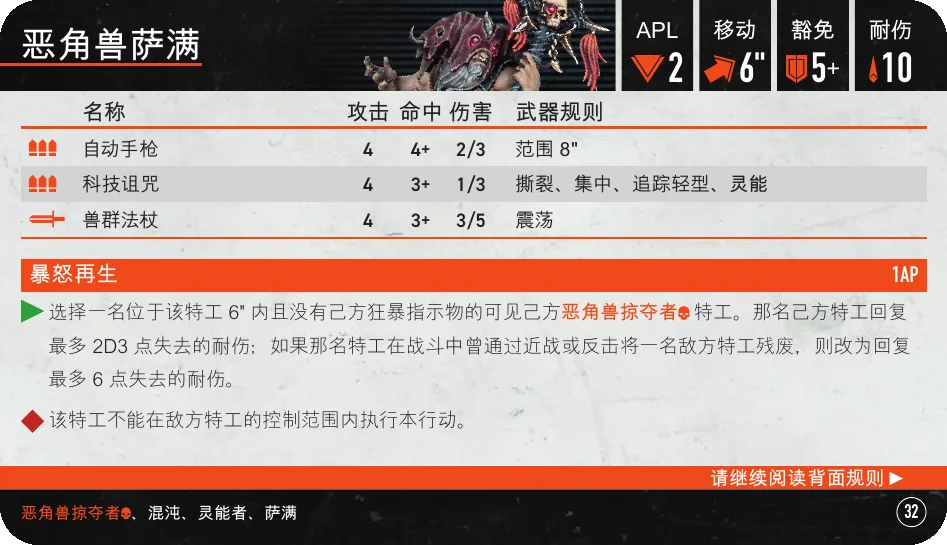 恶角兽萨满
APL 移动 豁免 耐伤
2 6" 5+ 10
名称 攻击 命中 伤害 武器规则
自动手枪 4 4+ 2/3 范围 8"
科技诅咒 4 3+ 1/3 撕裂、集中、追踪轻型、灵能
兽群法杖 4 3+ 3/5 震荡
暴怒再生 1AP
选择一名位于该特工 6" 内且没有己方狂暴指示物的可见己方恶角兽掠夺者特工。那名己方特工回复
最多 2D3 点失去的耐伤；如果那名特工在战斗中曾通过近战或反击将一名敌方特工残废，则改为回复
最多 6 点失去的耐伤。
该特工不能在敌方特工的控制范围内执行本行动。
请继续阅读背面规则▶
恶角兽掠夺者、混沌、灵能者、萨满 32